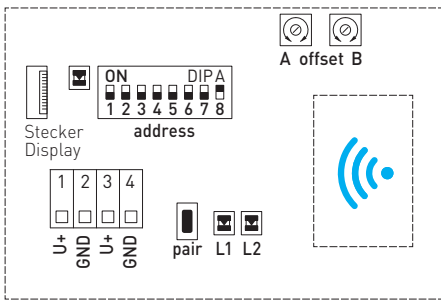 A offset B
ON DIP A
1 2 3 4 5 6 7 8
address
Stecker
Display
1 2 3 4
U+ GND U+ GND
pair L1 L2